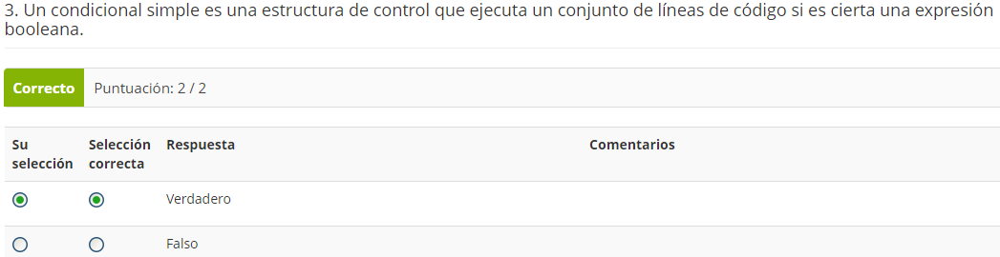 3. Un condicional simple es una estructura de control que ejecuta un conjunto de líneas de código si es cierta una expresión
booleana.
Correcto Puntuación: 2 / 2
Su selección Selección correcta Respuesta Comentarios
Verdadero
Falso